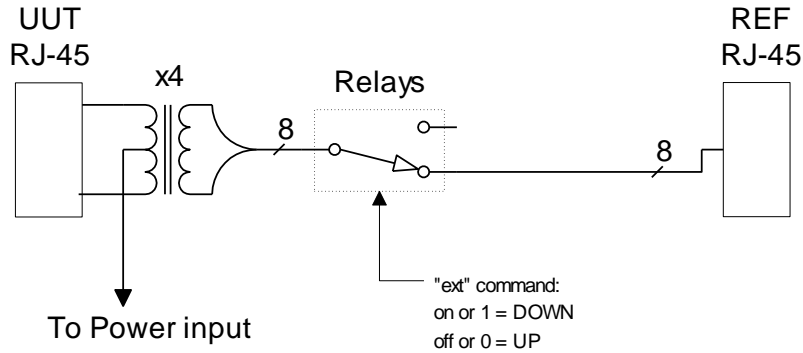 UUT
RJ-45
REF
RJ-45
x4
Relays
8
8
"ext" command:
on or 1 = DOWN
off or 0 = UP
To Power input